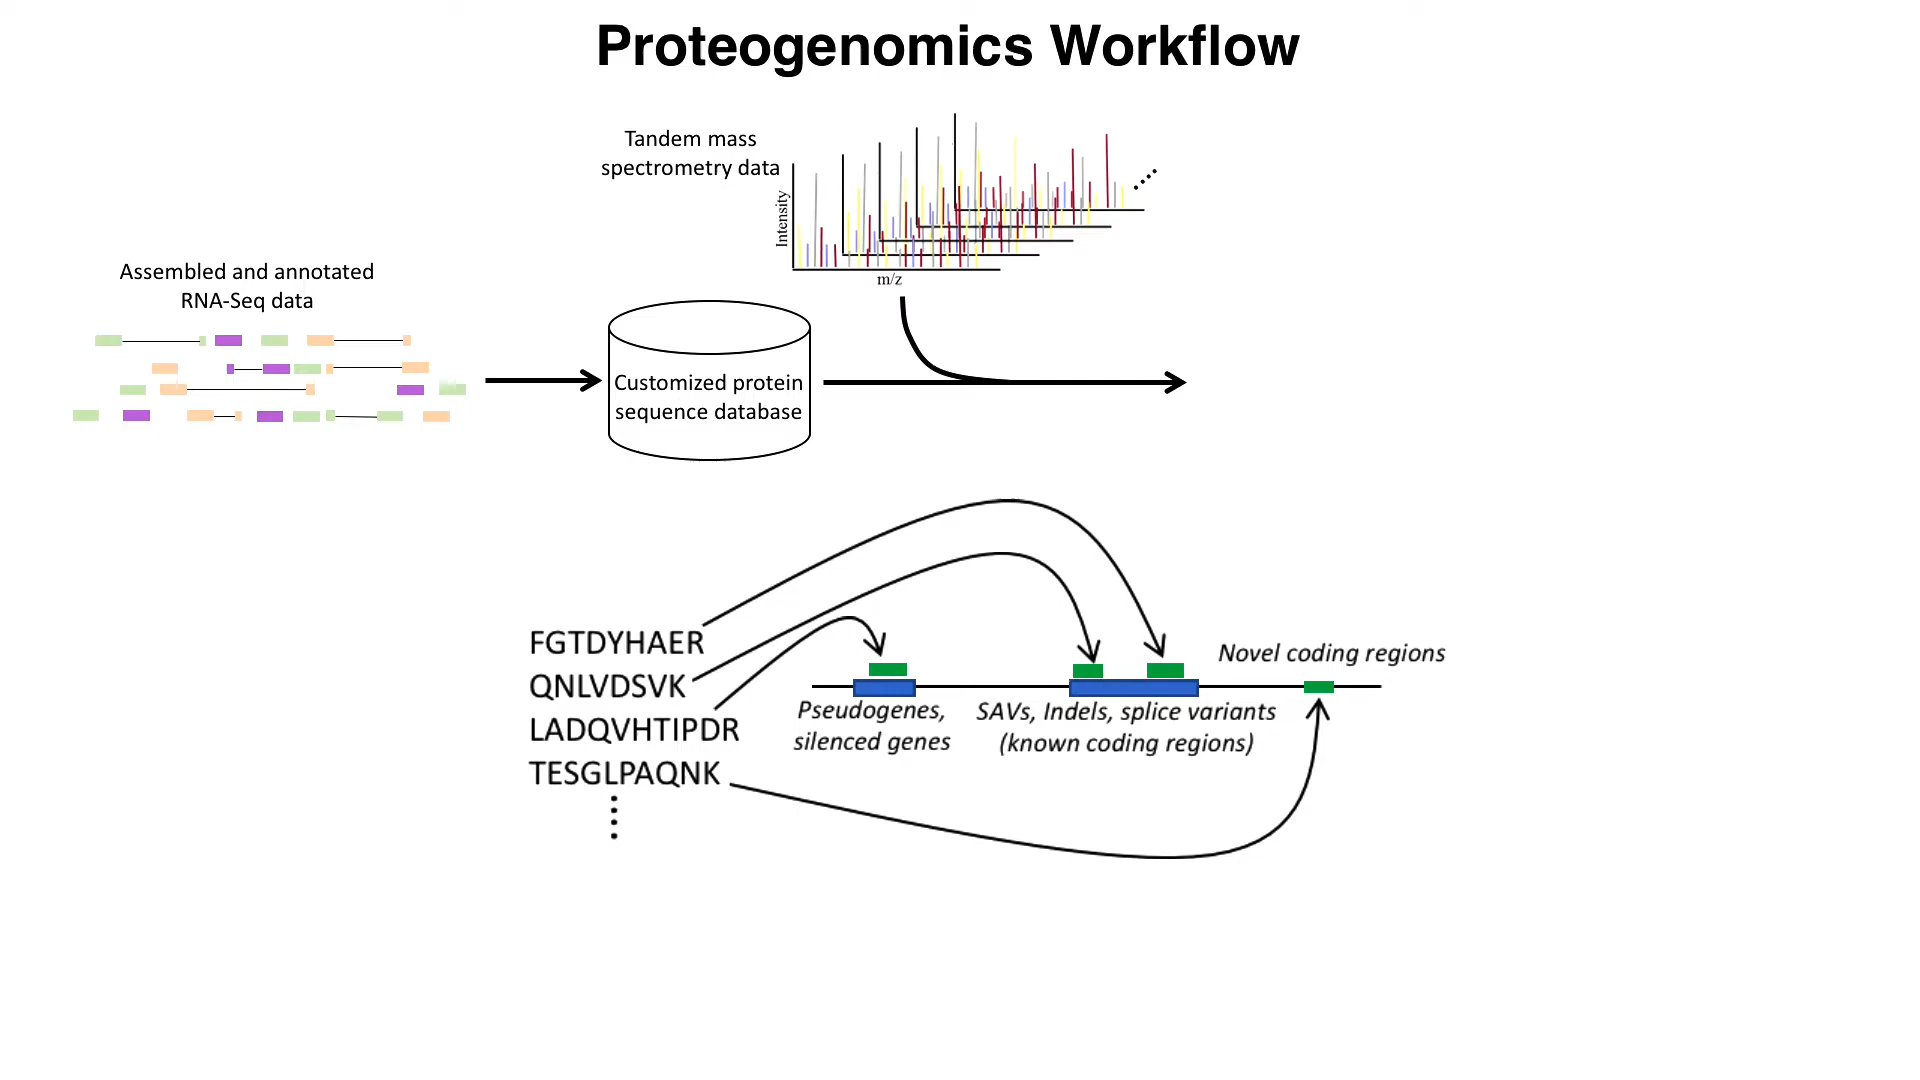 Proteogenomics Workflow
Tandem mass
spectrometry data
Intensity
m/z
Assembled and annotated
RNA-Seq data
Customized protein
sequence database
FGTDYHAER
QNLVDSVK
LADQVHTIPDR
TESGLPAQNK
Novel coding regions
Pseudogenes,
silenced genes
SAVs, Indels, splice variants
(known coding regions)